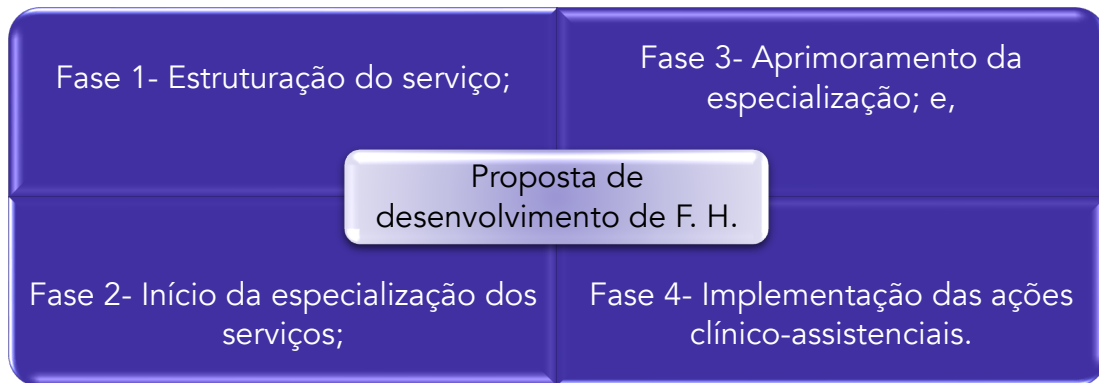 Fase 1- Estruturação do serviço;
Fase 3- Aprimoramento da
especialização; e,
Proposta de
desenvolvimento de F. H.
Fase 2- Início da especialização dos
serviços;
Fase 4- Implementação das ações
clínico-assistenciais.